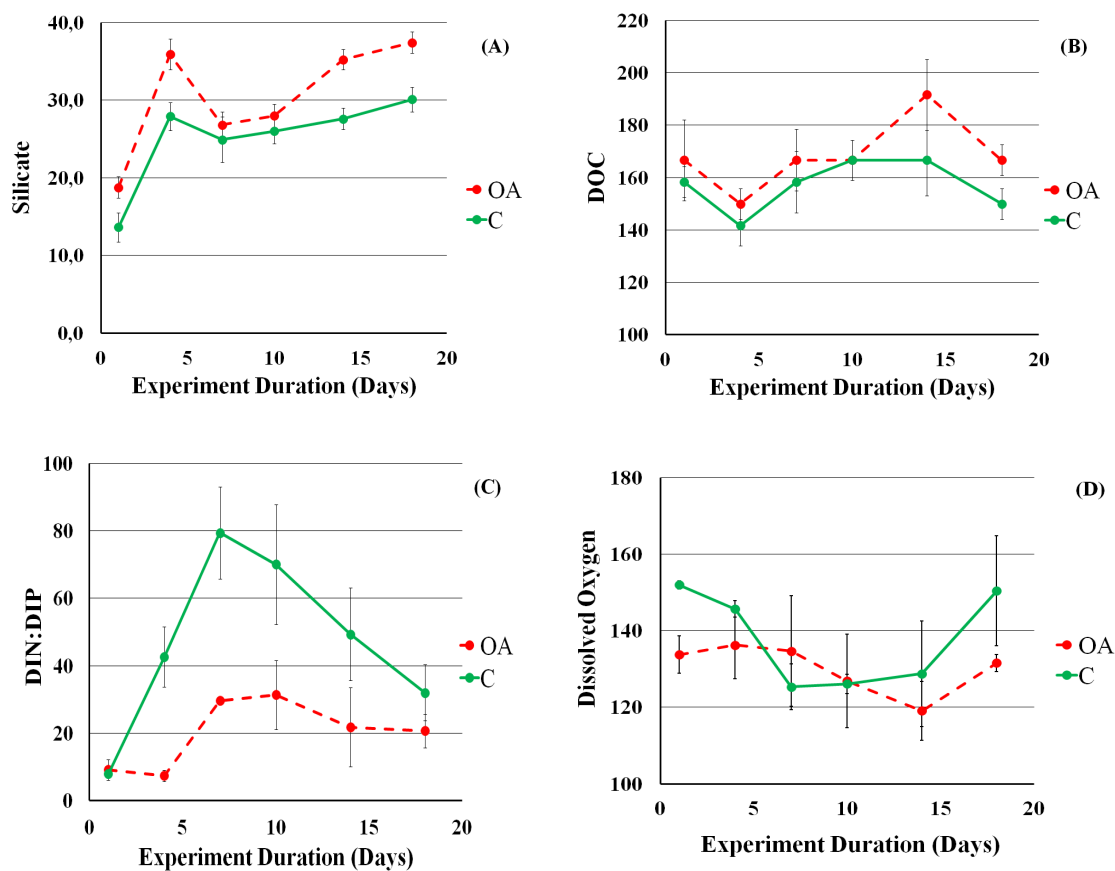 40,0
30,0
20,0
10,0
0,0
Silicate
0 5 10 15 20
Experiment Duration (Days)
(A)
OA
C
220
200
180
160
140
120
100
DOC
0 5 10 15 20
Experiment Duration (Days)
(B)
OA
C
100
80
60
40
20
0
DIN:DIP
0 5 10 15 20
Experiment Duration (Days)
(C)
OA
C
180
160
140
120
100
Dissolved Oxygen
0 5 10 15 20
Experiment Duration (Days)
(D)
OA
C